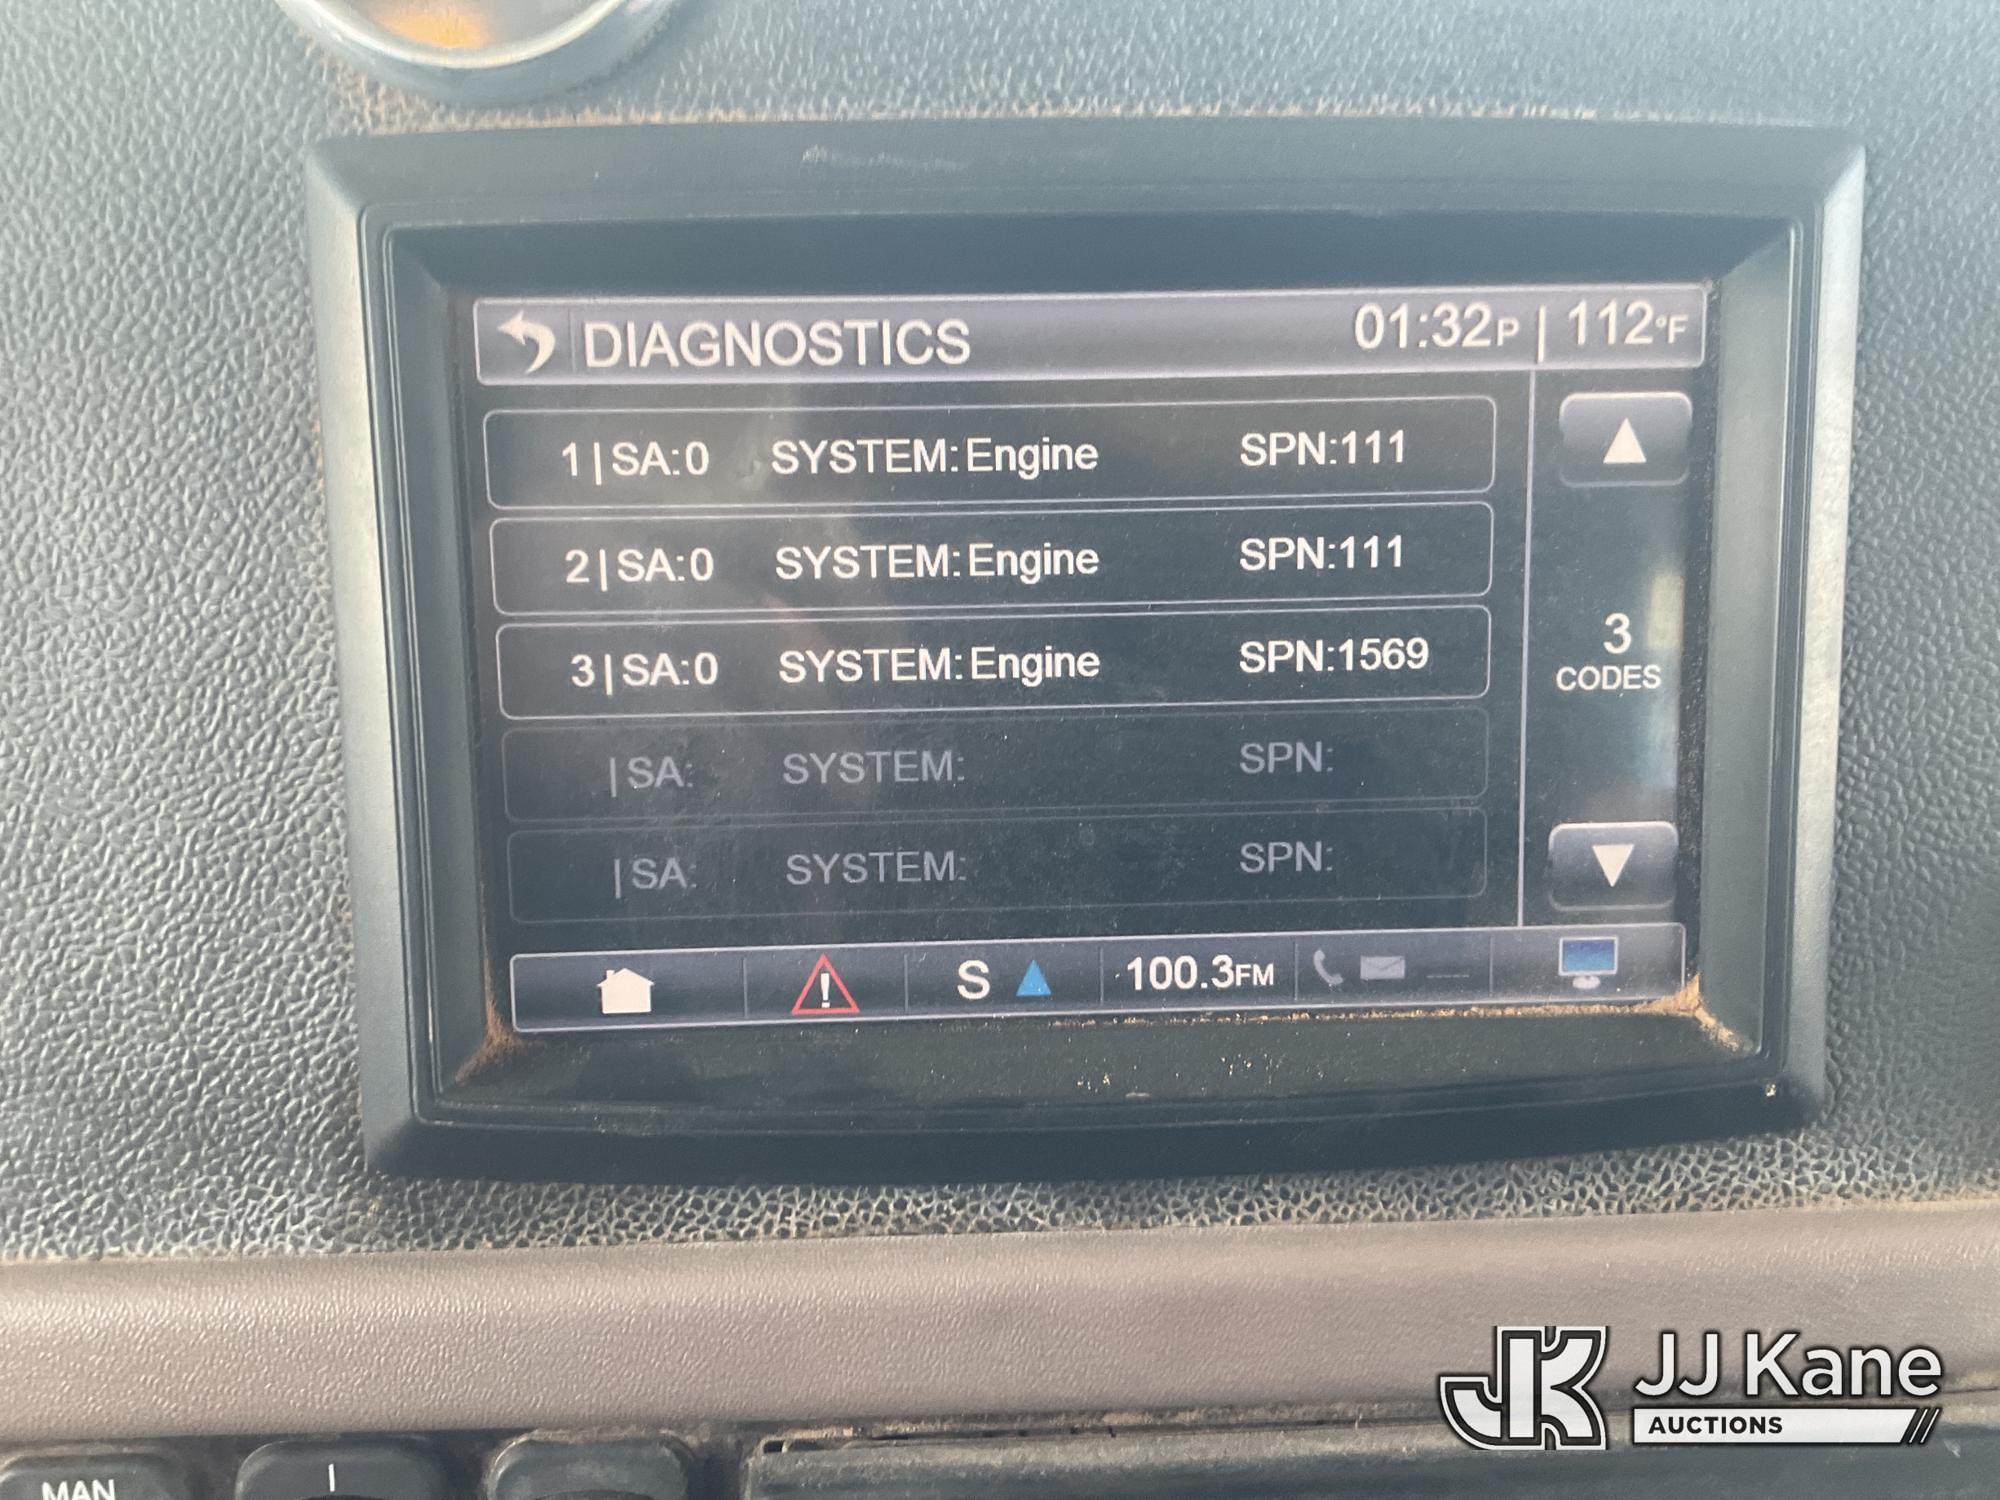 DIAGNOSTICS 01:32P | 112°F
1|SA:0 SYSTEM:Engine SPN:111
2|SA:0 SYSTEM:Engine SPN:111
3|SA:0 SYSTEM:Engine SPN:1569
3
CODES
|SA: SYSTEM: SPN:
|SA: SYSTEM: SPN:
S 100.3FM
MAN
JK JJ Kane
AUCTIONS